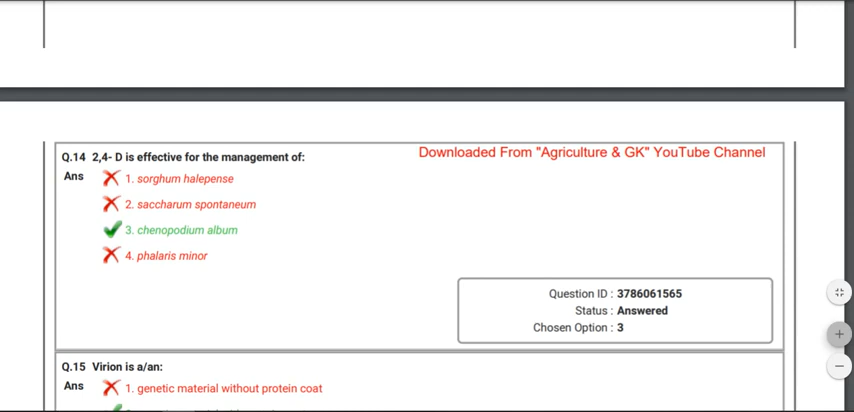 Q.14 2,4- D is effective for the management of:
Downloaded From "Agriculture & GK" YouTube Channel
Ans 1. sorghum halepense
2. saccharum spontaneum
3. chenopodium album
4. phalaris minor
Question ID : 3786061565
Status : Answered
Chosen Option : 3
Q.15 Virion is a/an:
Ans 1. genetic material without protein coat